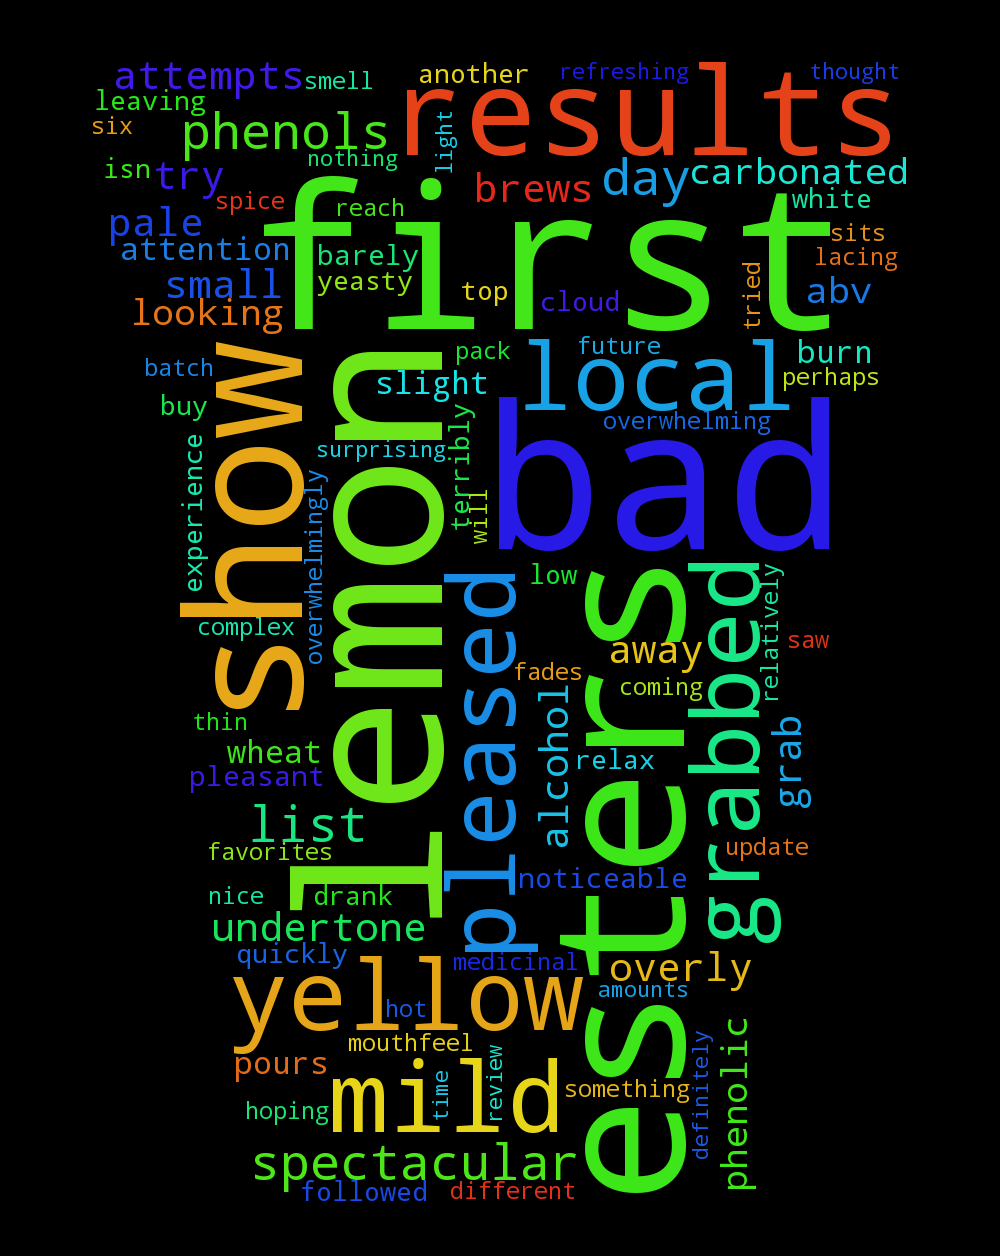 results
another
refreshing
thought
attempts
smell
leaving
six
phenols
light
nothing
isn
try
brews
day
carbonated
spice
reach
white
first
pale
attention
barely
sits
lacing
small
yeasty
top
cloud
tried
abv
looking
show
lemon
pack
local
future
burn
batch
slight
perhaps
buy
bad
overwhelming
experience
surprising
terribly
will
overwhelmingly
complex
pleased
low
esters
grabbed
relatively
away
saw
fades
coming
alcohol
thin
wheat
relax
grab
pleasant
list
favorites
update
nice
drank
noticeable
undertone
quickly
medicinal
overly
yellow
hot
amounts
mouthfeel
pours
mild
time
review
something
definitely
phenolic
hoping
spectacular
followed
different